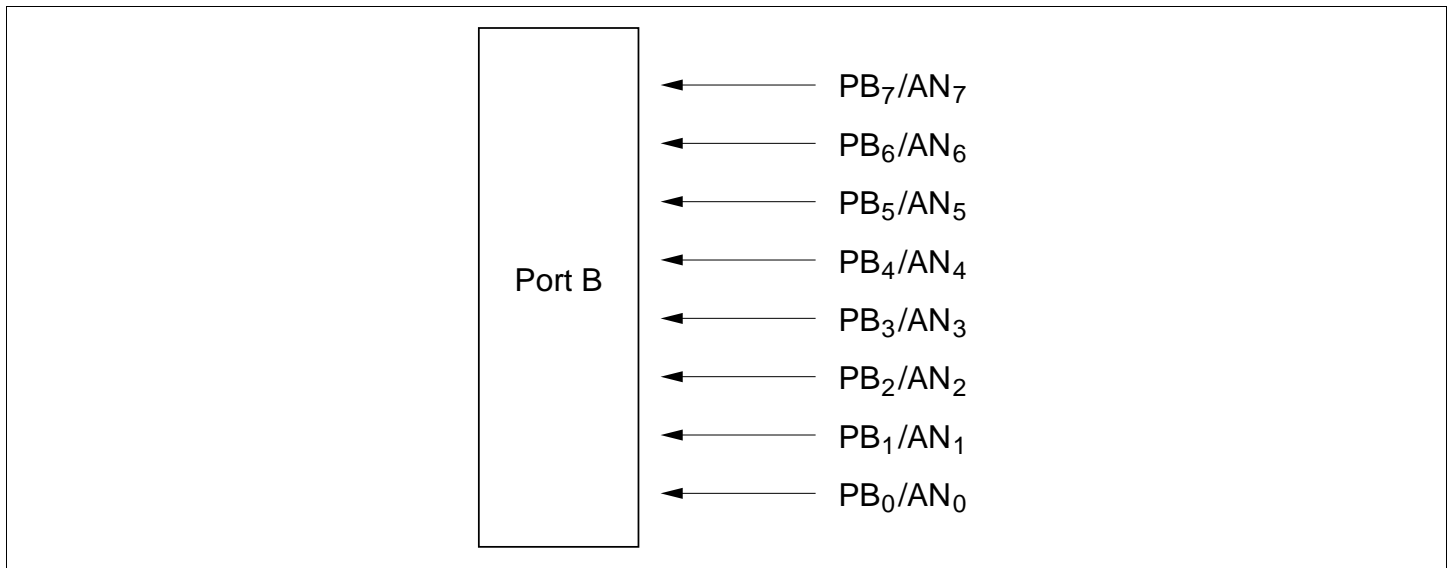 PB₇/AN₇
PB₆/AN₆
PB₅/AN₅
PB₄/AN₄
Port B
PB₃/AN₃
PB₂/AN₂
PB₁/AN₁
PB₀/AN₀